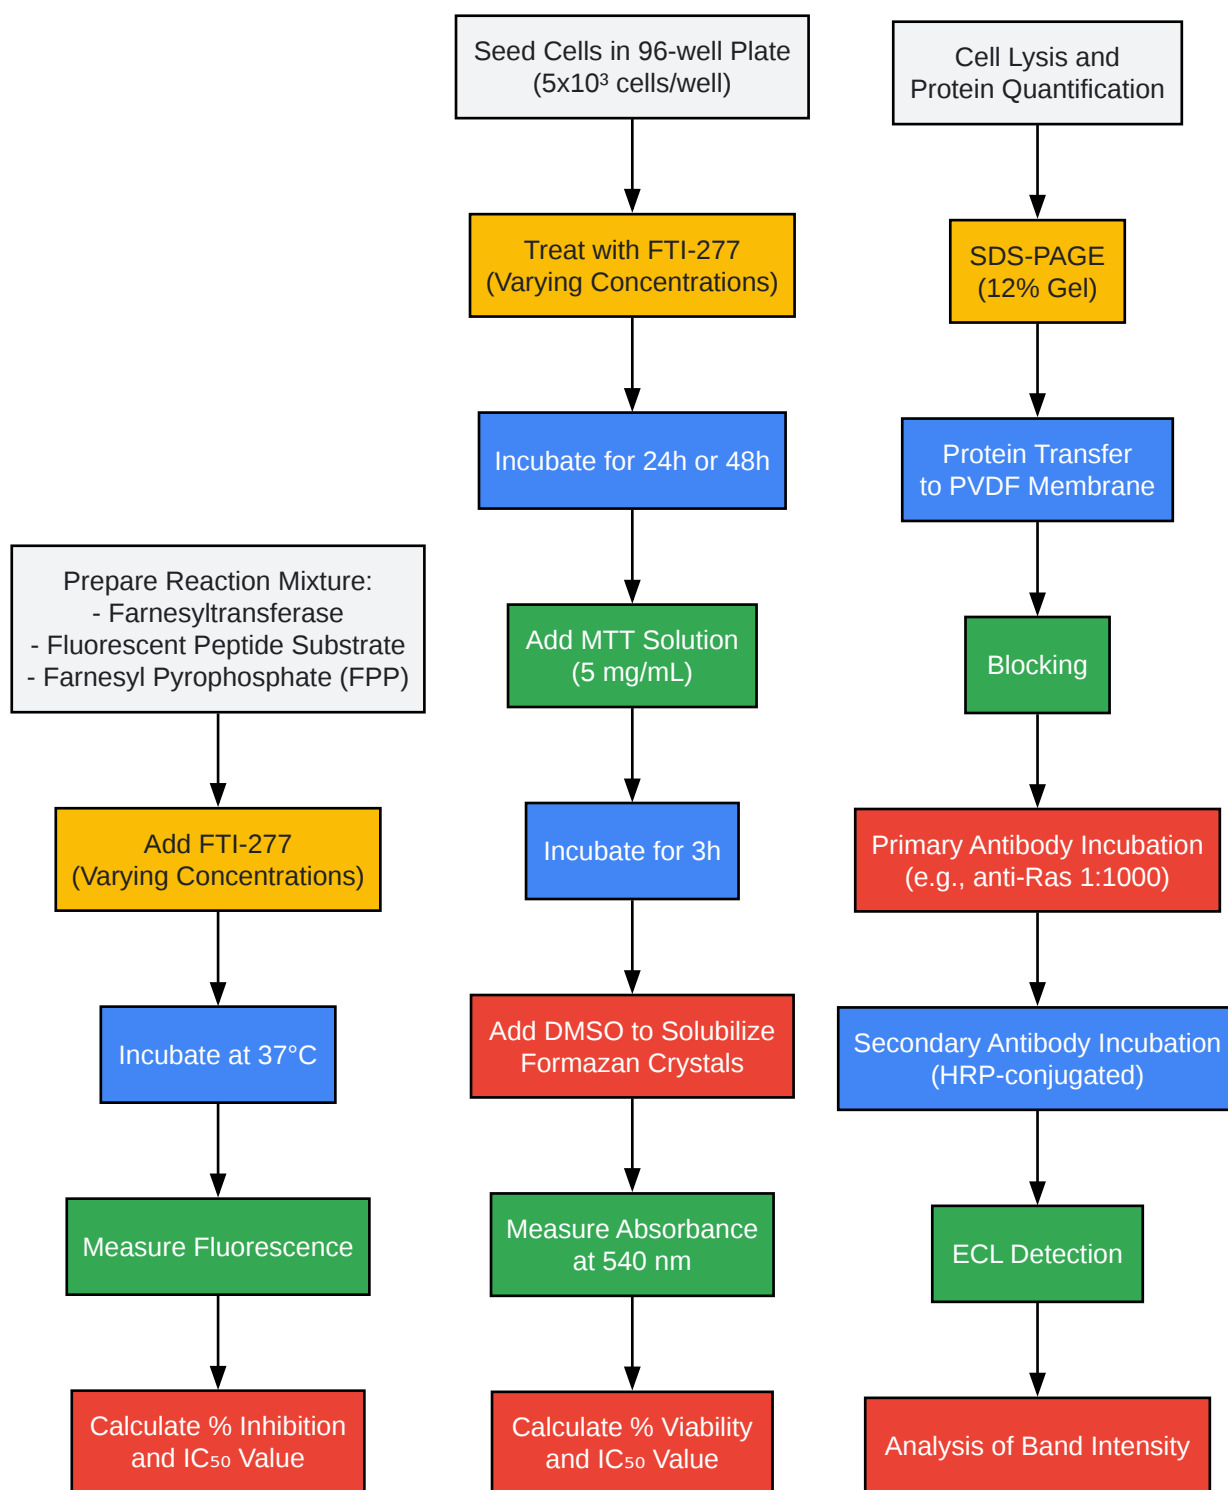 Prepare Reaction Mixture:
- Farnesyltransferase
- Fluorescent Peptide Substrate
- Farnesyl Pyrophosphate (FPP)
Add FTI-277
(Varying Concentrations)
Incubate at 37°C
Measure Fluorescence
Calculate % Inhibition
and IC₅₀ Value
Seed Cells in 96-well Plate
(5x10³ cells/well)
Treat with FTI-277
(Varying Concentrations)
Incubate for 24h or 48h
Add MTT Solution
(5 mg/mL)
Incubate for 3h
Add DMSO to Solubilize
Formazan Crystals
Measure Absorbance
at 540 nm
Calculate % Viability
and IC₅₀ Value
Cell Lysis and
Protein Quantification
SDS-PAGE
(12% Gel)
Protein Transfer
to PVDF Membrane
Blocking
Primary Antibody Incubation
(e.g., anti-Ras 1:1000)
Secondary Antibody Incubation
(HRP-conjugated)
ECL Detection
Analysis of Band Intensity